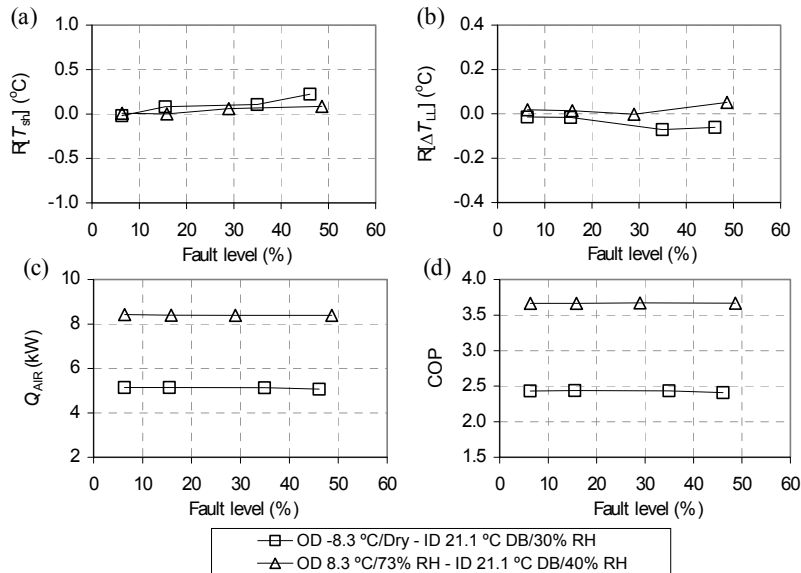 (a)
(b)
1.0
0.5
0.0
-0.5
-1.0
R[Tsh] (°C)
0 10 20 30 40 50 60
Fault level (%)
0.4
0.2
0.0
-0.2
-0.4
R[ΔTLL] (°C)
0 10 20 30 40 50 60
Fault level (%)
(c)
(d)
10
8
6
4
2
QAIR (kW)
0 10 20 30 40 50 60
Fault level (%)
4.0
3.5
3.0
2.5
2.0
1.5
COP
0 10 20 30 40 50 60
Fault level (%)
OD -8.3 ºC/Dry - ID 21.1 ºC DB/30% RH
OD 8.3 ºC/73% RH - ID 21.1 ºC DB/40% RH